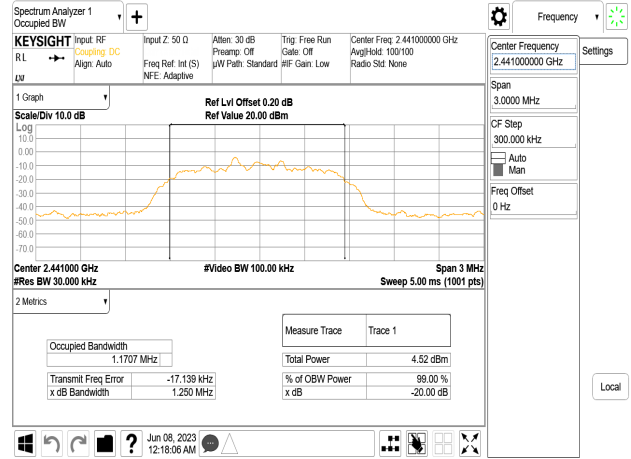 Spectrum Analyzer 1
Occupied BW
Frequency
KEYSIGHT
Input: RF
Coupling: DC
Align: Auto
Input Z: 50 Ω
Freq Ref: Int (S)
NFE: Adaptive
Atten: 30 dB
Preamp: Off
µW Path: Standard
Trig: Free Run
Gate: Off
#IF Gain: Low
Center Freq: 2.441000000 GHz
Avg|Hold: 100/100
Radio Std: None
R L
LXI
1 Graph
Ref Lvl Offset 0.20 dB
Scale/Div 10.0 dB
Ref Value 20.00 dBm
Log
10.0
0.00
-10.0
-20.0
-30.0
-40.0
-50.0
-60.0
-70.0
Center 2.441000 GHz
#Video BW 100.00 kHz
Span 3 MHz
#Res BW 30.000 kHz
Sweep 5.00 ms (1001 pts)
2 Metrics
Occupied Bandwidth
1.1707 MHz
Transmit Freq Error
-17.139 kHz
x dB Bandwidth
1.250 MHz
Measure Trace
Trace 1
Total Power
4.52 dBm
% of OBW Power
99.00 %
x dB
-20.00 dB
Center Frequency
2.441000000 GHz
Span
3.0000 MHz
CF Step
300.000 kHz
Auto
Man
Freq Offset
0 Hz
Settings
Local
Jun 08, 2023
12:18:06 AM